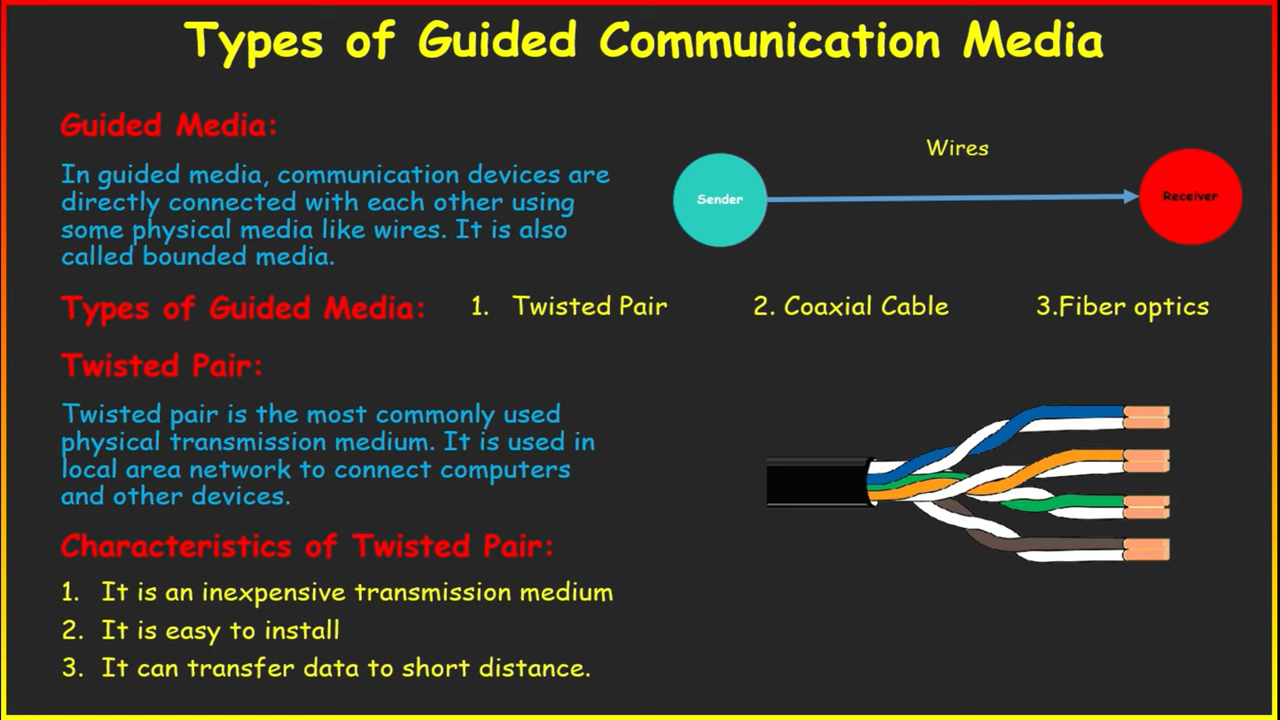 Types of Guided Communication Media
Guided Media:
In guided media, communication devices are
directly connected with each other using
some physical media like wires. It is also
called bounded media.
Wires
Sender
Receiver
Types of Guided Media:
1. Twisted Pair
2. Coaxial Cable
3.Fiber optics
Twisted Pair:
Twisted pair is the most commonly used
physical transmission medium. It is used in
local area network to connect computers
and other devices.
Characteristics of Twisted Pair:
1. It is an inexpensive transmission medium
2. It is easy to install
3. It can transfer data to short distance.